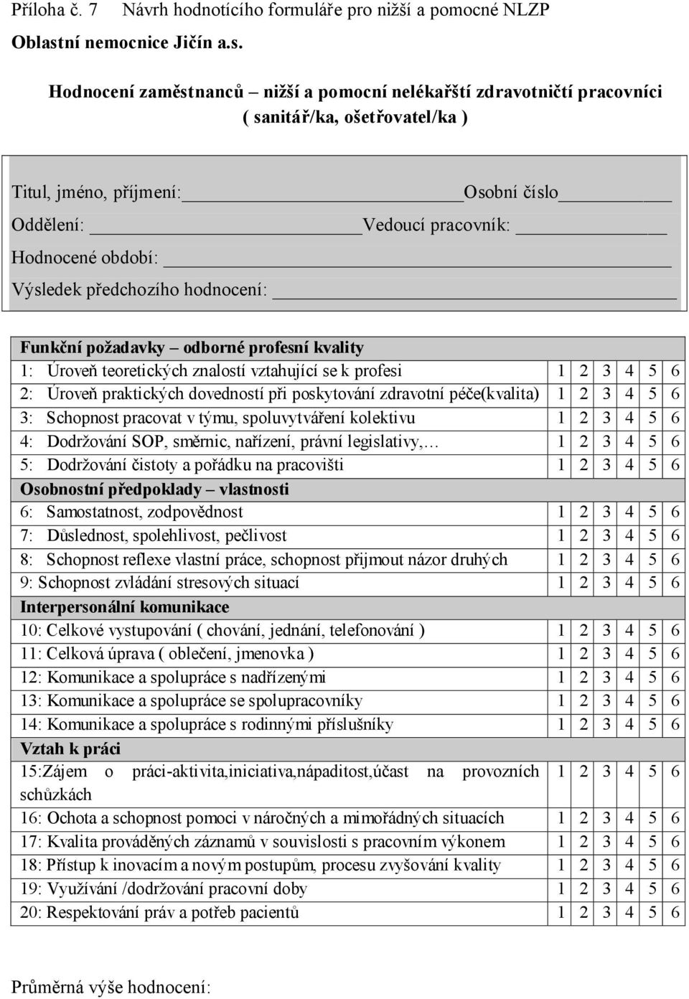 Příloha č. 7 Návrh hodnotícího formuláře pro nižší a pomocné NLZP
Oblastní nemocnice Jičín a.s.
Hodnocení zaměstnanců – nižší a pomocní nelékařští zdravotničtí pracovníci
( sanitář/ka, ošetřovatel/ka )
Titul, jméno, příjmení: Osobní číslo
Oddělení: Vedoucí pracovník:
Hodnocené období:
Výsledek předchozího hodnocení:
Funkční požadavky – odborné profesní kvality
1: Úroveň teoretických znalostí vztahující se k profesi 1 2 3 4 5 6
2: Úroveň praktických dovedností při poskytování zdravotní péče(kvalita) 1 2 3 4 5 6
3: Schopnost pracovat v týmu, spoluvytváření kolektivu 1 2 3 4 5 6
4: Dodržování SOP, směrnic, nařízení, právní legislativy,… 1 2 3 4 5 6
5: Dodržování čistoty a pořádku na pracovišti 1 2 3 4 5 6
Osobnostní předpoklady – vlastnosti
6: Samostatnost, zodpovědnost 1 2 3 4 5 6
7: Důslednost, spolehlivost, pečlivost 1 2 3 4 5 6
8: Schopnost reflexe vlastní práce, schopnost přijmout názor druhých 1 2 3 4 5 6
9: Schopnost zvládání stresových situací 1 2 3 4 5 6
Interpersonální komunikace
10: Celkové vystupování ( chování, jednání, telefonování ) 1 2 3 4 5 6
11: Celková úprava ( oblečení, jmenovka ) 1 2 3 4 5 6
12: Komunikace a spolupráce s nadřízenými 1 2 3 4 5 6
13: Komunikace a spolupráce se spolupracovníky 1 2 3 4 5 6
14: Komunikace a spolupráce s rodinnými příslušníky 1 2 3 4 5 6
Vztah k práci
15:Zájem o práci-aktivita,iniciativa,nápaditost,účast na provozních 1 2 3 4 5 6
schůzkách
16: Ochota a schopnost pomoci v náročných a mimořádných situacích 1 2 3 4 5 6
17: Kvalita prováděných záznamů v souvislosti s pracovním výkonem 1 2 3 4 5 6
18: Přístup k inovacím a novým postupům, procesu zvyšování kvality 1 2 3 4 5 6
19: Využívání /dodržování pracovní doby 1 2 3 4 5 6
20: Respektování práv a potřeb pacientů 1 2 3 4 5 6
Průměrná výše hodnocení: